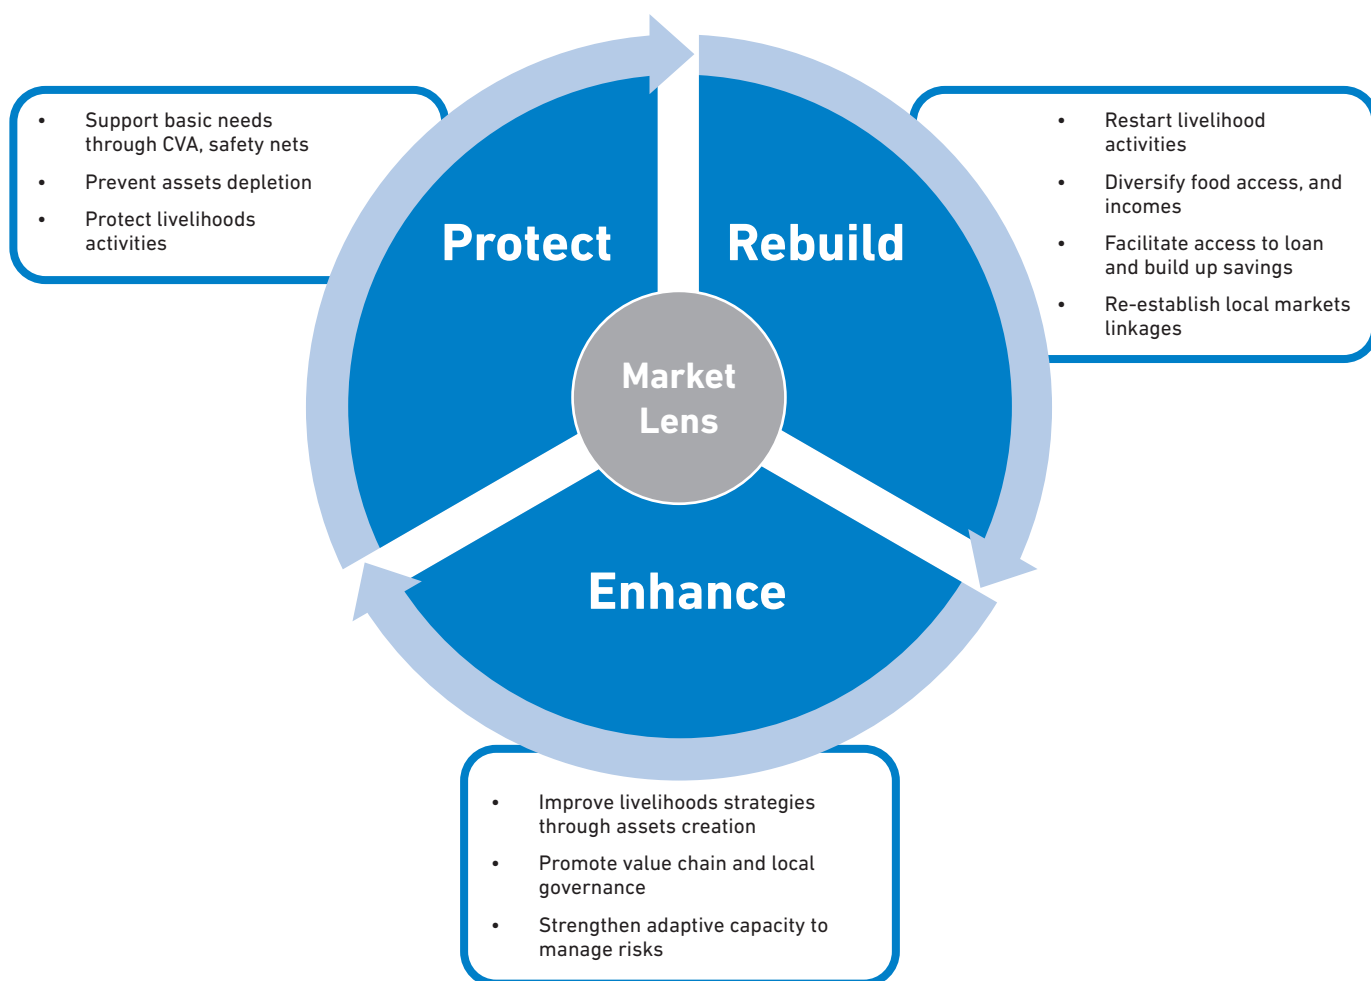 • Support basic needs
through CVA, safety nets
• Prevent assets depletion
• Protect livelihoods
activities
Protect
Rebuild
• Restart livelihood
activities
• Diversify food access, and
incomes
• Facilitate access to loan
and build up savings
• Re-establish local markets
linkages
Market
Lens
Enhance
• Improve livelihoods strategies
through assets creation
• Promote value chain and local
governance
• Strengthen adaptive capacity to
manage risks